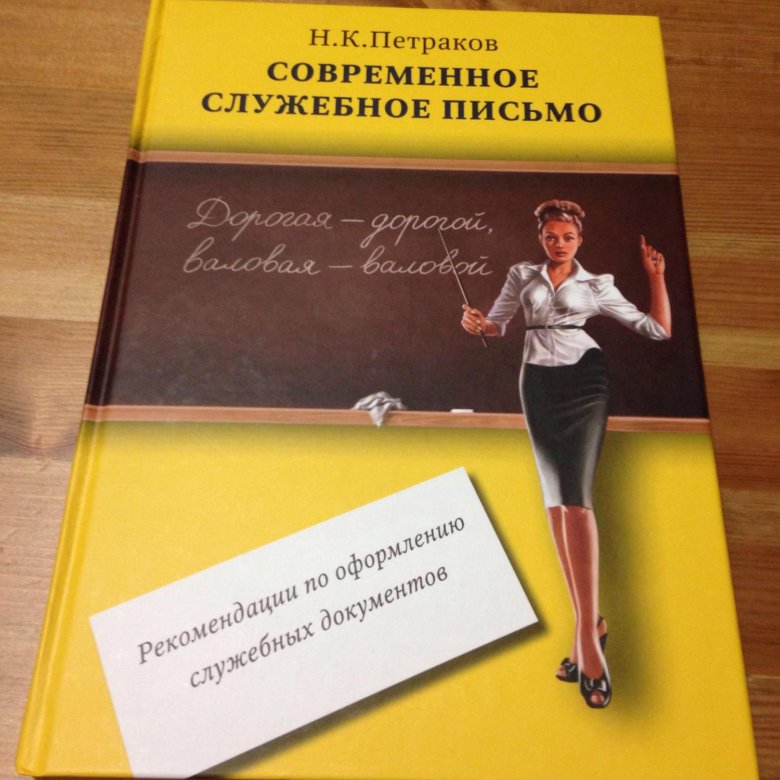 Н.К.Петраков
СОВРЕМЕННОЕ
СЛУЖЕБНОЕ ПИСЬМО
Дорогая — дорогой,
валовая — валовой
Рекомендации по оформлению
служебных документов